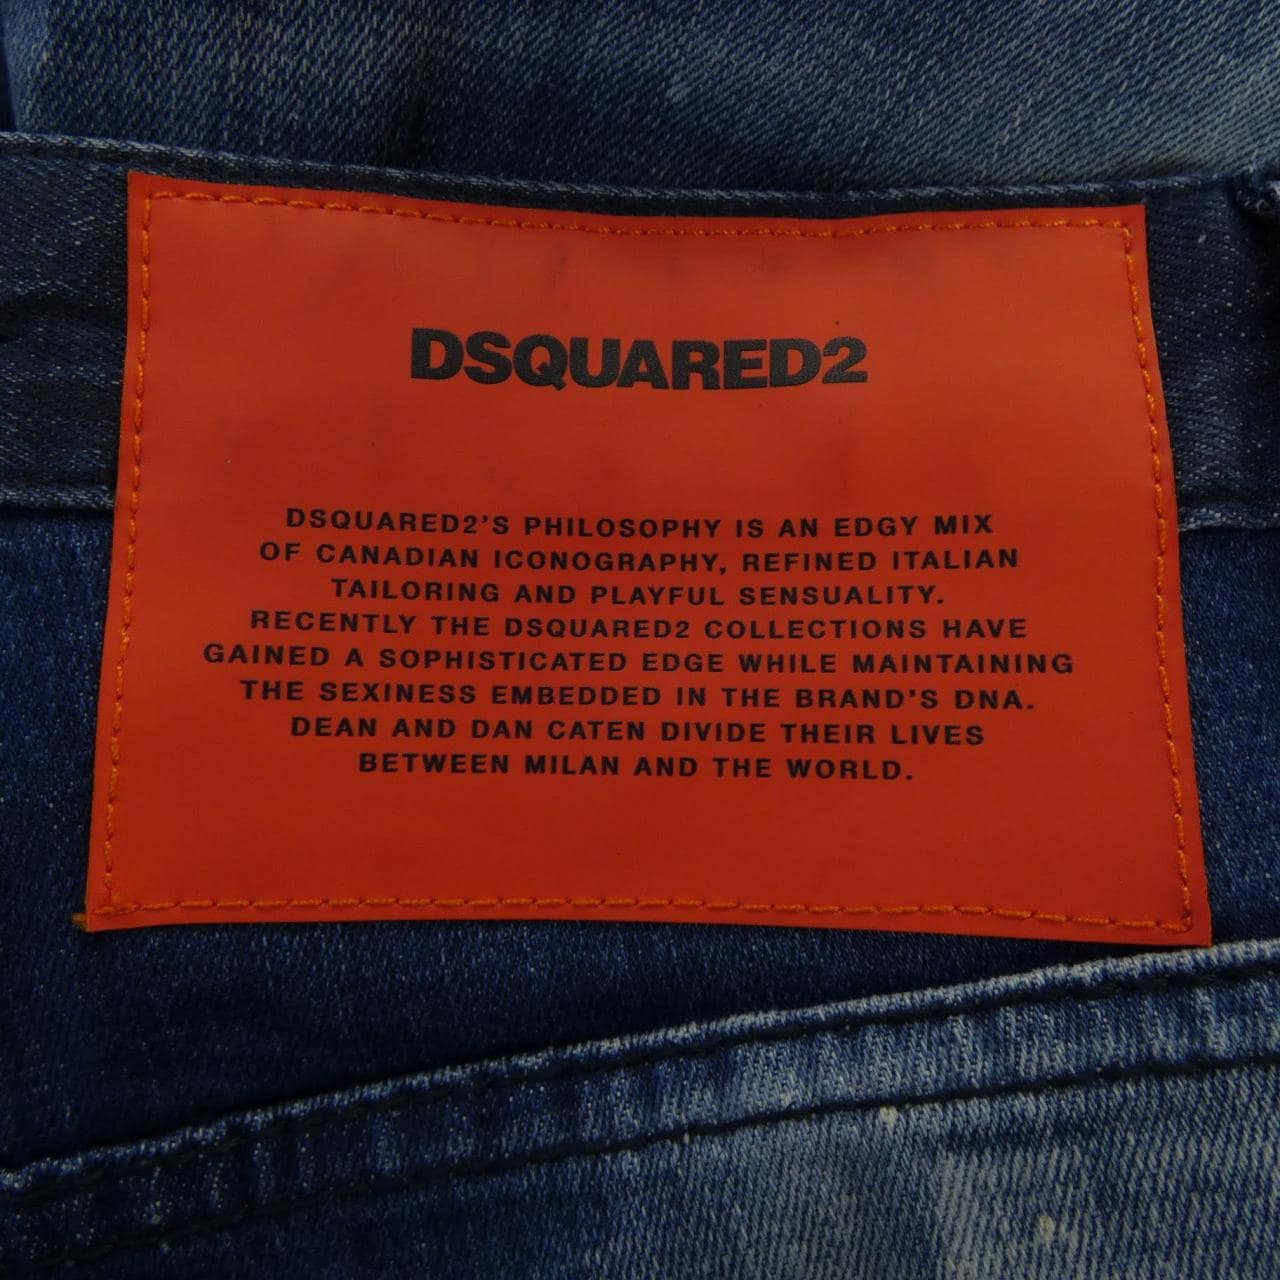 DSQUARED2
DSQUARED2'S PHILOSOPHY IS AN EDGY MIX
OF CANADIAN ICONOGRAPHY, REFINED ITALIAN
TAILORING AND PLAYFUL SENSUALITY.
RECENTLY THE DSQUARED2 COLLECTIONS HAVE
GAINED A SOPHISTICATED EDGE WHILE MAINTAINING
THE SEXINESS EMBEDDED IN THE BRAND'S DNA.
DEAN AND DAN CATEN DIVIDE THEIR LIVES
BETWEEN MILAN AND THE WORLD.